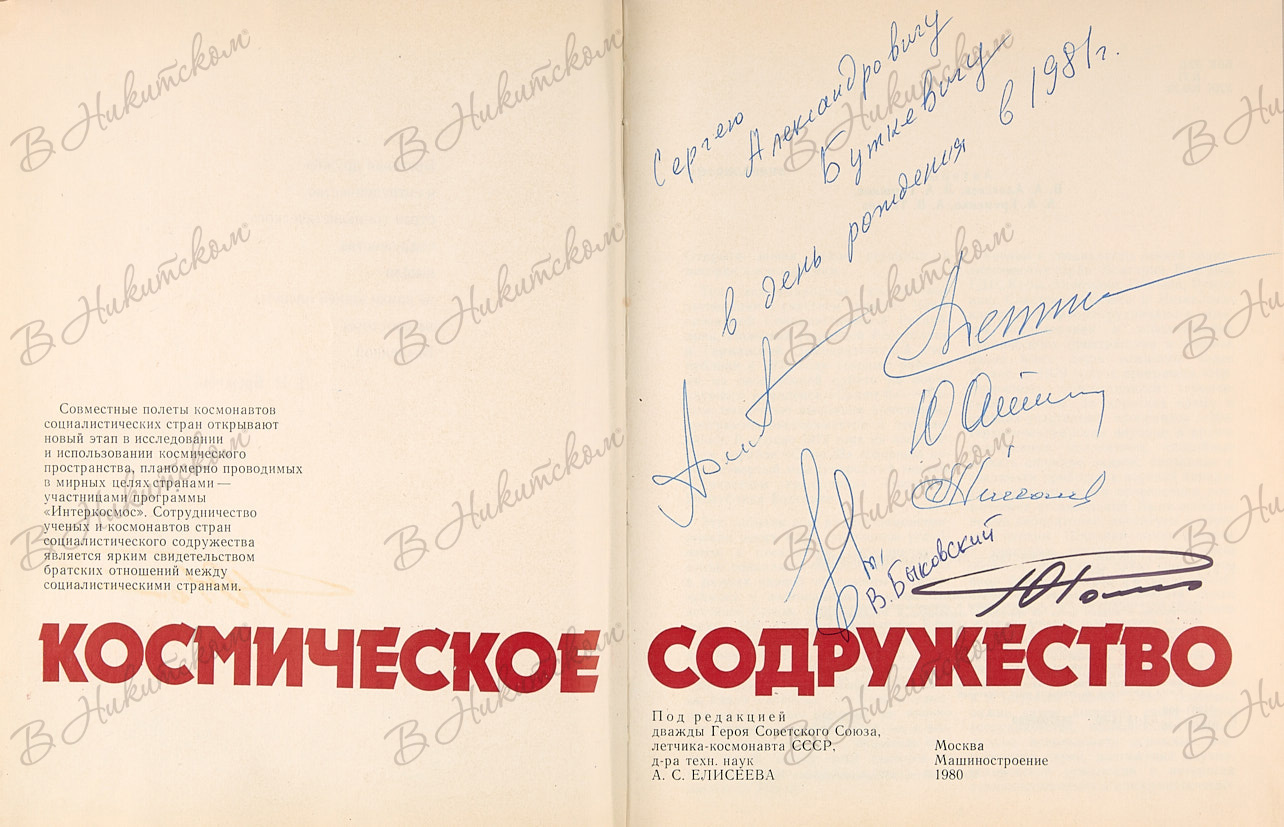 Сергею
Александровичу
Буткевичу
в день рождения в 1981г.
В. Быковский
Совместные полеты космонавтов
социалистических стран открывают
новый этап в исследовании
и использовании космического
пространства, планомерно проводимых
в мирных целях странами —
участницами программы
«Интеркосмос». Сотрудничество
ученых и космонавтов стран
социалистического содружества
является ярким свидетельством
братских отношений между
социалистическими странами.
КОСМИЧЕСКОЕ СОДРУЖЕСТВО
Под редакцией
дважды Героя Советского Союза,
летчика-космонавта СССР,
д-ра техн. наук
А. С. ЕЛИСЕЕВА
Москва
Машиностроение
1980
В Никитском